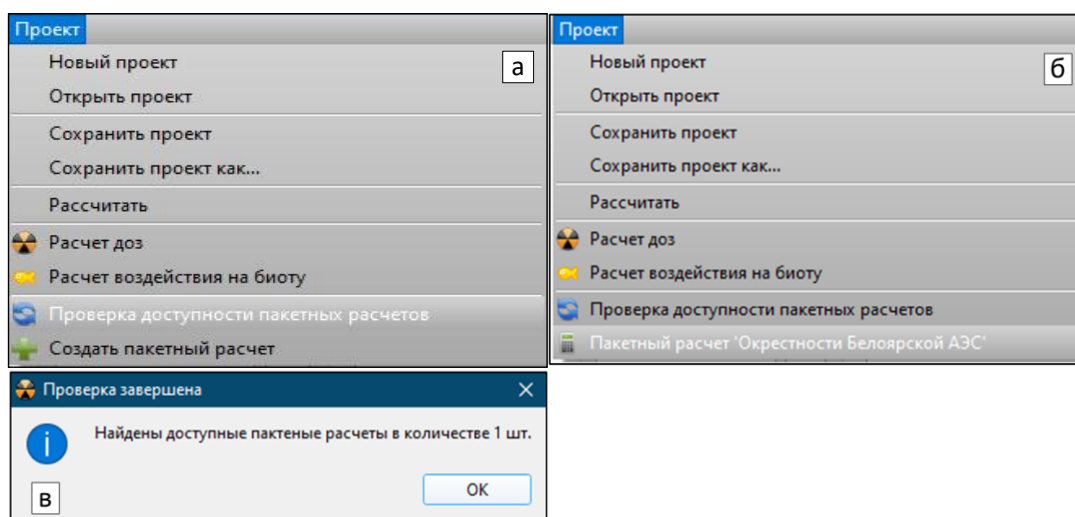 Проект
Новый проект
а
Открыть проект
Сохранить проект
Сохранить проект как...
Рассчитать
Расчет доз
Расчет воздействия на биоту
Проверка доступности пакетных расчетов
Создать пакетный расчет
Проект
Новый проект
б
Открыть проект
Сохранить проект
Сохранить проект как...
Рассчитать
Расчет доз
Расчет воздействия на биоту
Проверка доступности пакетных расчетов
Пакетный расчет 'Окрестности Белоярской АЭС'
Проверка завершена
Найдены доступные пактеные расчеты в количестве 1 шт.
ОК
в